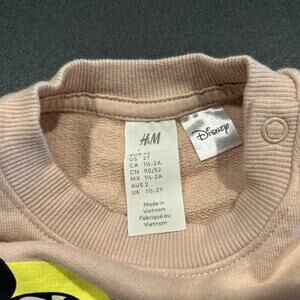 H&M
US 2T
CA 1½-2A
CN 90/52
MX 1½-2A
AUS 2
UK 1½-2Y
Made in
Vietnam
Fabriqué au
Vietnam
Disney